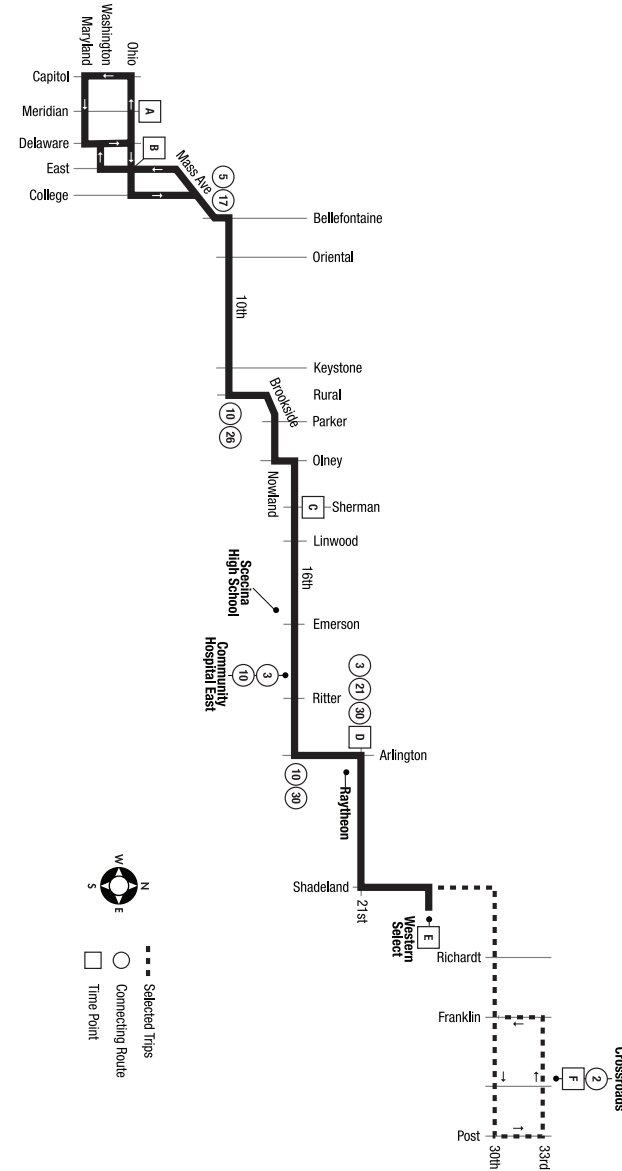 Maryland
Washington
Ohio
Capitol
Meridian
A
Delaware
B
East
College
Mass Ave
5
17
Bellefontaine
Oriental
10th
Keystone
Rural
Brookside
10
26
Parker
Olney
Nowland
C
Sherman
Linwood
16th
Scecina
High School
Emerson
Community
Hospital East
10
3
Ritter
3
21
30
D
Arlington
10
30
Raytheon
Shadeland
21st
Western
Select
E
Richardt
Franklin
Crossroads
F
2
Post
30th
33rd
W
N
S
E
Selected Trips
Connecting Route
Time Point